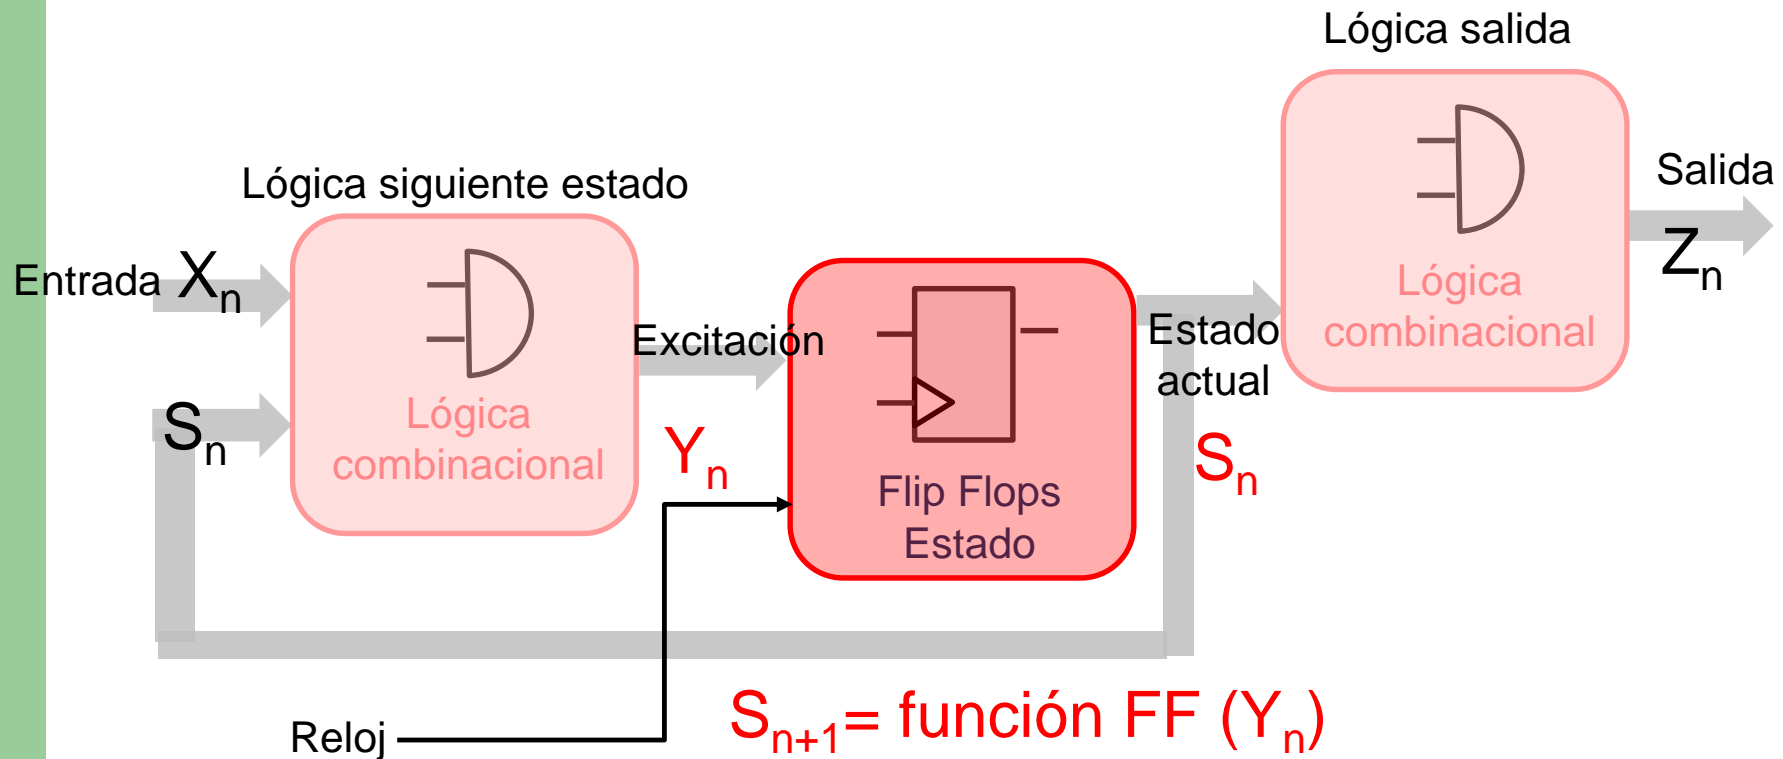 Lógica salida
Lógica siguiente estado
Salida
Entrada Xₙ
Zₙ
Lógica
combinacional
Excitación
Estado
actual
Sₙ
Lógica
combinacional
Yₙ
Sₙ
Flip Flops
Estado
Reloj
Sₙ₊₁= función FF (Yₙ)